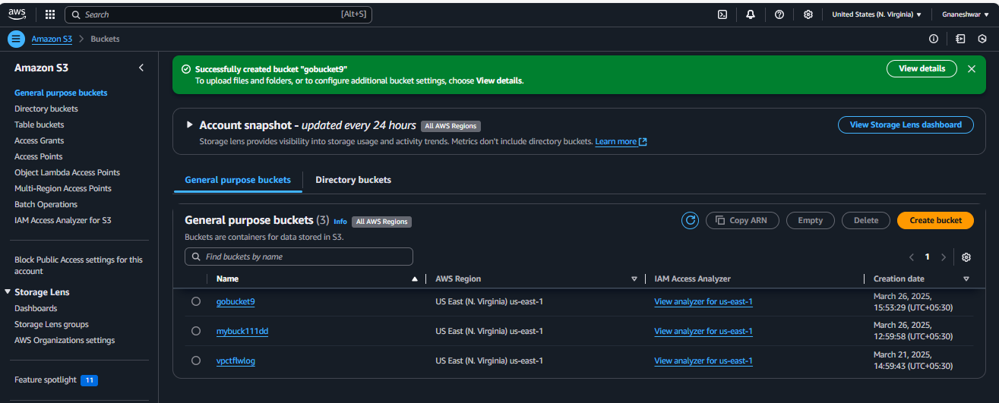 aws Search [Alt+S] United States (N. Virginia) Gnaneshwar
Amazon S3 > Buckets
Amazon S3
General purpose buckets
Directory buckets
Table buckets
Access Grants
Access Points
Object Lambda Access Points
Multi-Region Access Points
Batch Operations
IAM Access Analyzer for S3
Block Public Access settings for this
account
Storage Lens
Dashboards
Storage Lens groups
AWS Organizations settings
Feature spotlight 11
Successfully created bucket "gobucket9"
To upload files and folders, or to configure additional bucket settings, choose View details.
View details
Account snapshot - updated every 24 hours All AWS Regions
Storage lens provides visibility into storage usage and activity trends. Metrics don't include directory buckets. Learn more
View Storage Lens dashboard
General purpose buckets Directory buckets
General purpose buckets (3) Info All AWS Regions
Copy ARN Empty Delete Create bucket
Buckets are containers for data stored in S3.
Find buckets by name
1
Name AWS Region IAM Access Analyzer Creation date
gobucket9 US East (N. Virginia) us-east-1 View analyzer for us-east-1 March 26, 2025,
15:53:29 (UTC+05:30)
mybuck111dd US East (N. Virginia) us-east-1 View analyzer for us-east-1 March 26, 2025,
12:59:58 (UTC+05:30)
vpctflwlog US East (N. Virginia) us-east-1 View analyzer for us-east-1 March 21, 2025,
14:59:43 (UTC+05:30)